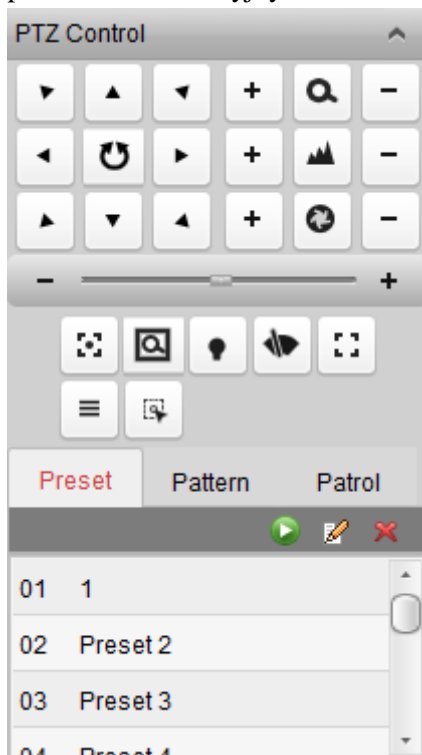 PTZ Control
+ −
+ −
+ −
− +
Preset Pattern Patrol
01 1
02 Preset 2
03 Preset 3